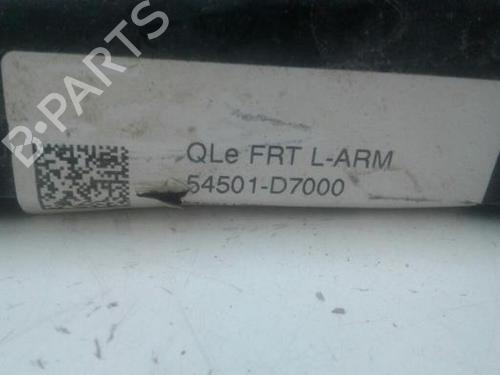 B-PARTS
QLe FRT L-ARM
54501-D7000